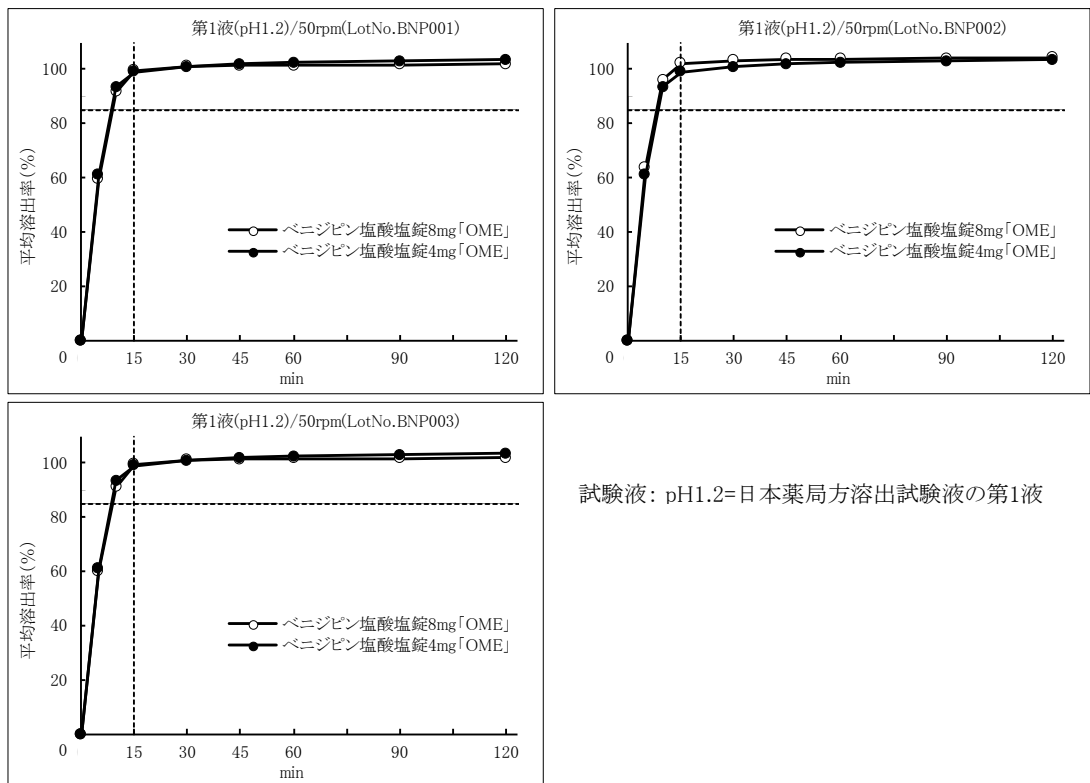 第1液(pH1.2)/50rpm(LotNo.BNP001)
100
80
60
40
20
0
平均溶出率(%)
ベニジピン塩酸塩錠8mg「OME」
ベニジピン塩酸塩錠4mg「OME」
15 30 45 60 90 120
min
第1液(pH1.2)/50rpm(LotNo.BNP002)
100
80
60
40
20
0
平均溶出率(%)
ベニジピン塩酸塩錠8mg「OME」
ベニジピン塩酸塩錠4mg「OME」
15 30 45 60 90 120
min
第1液(pH1.2)/50rpm(LotNo.BNP003)
100
80
60
40
20
0
平均溶出率(%)
ベニジピン塩酸塩錠8mg「OME」
ベニジピン塩酸塩錠4mg「OME」
15 30 45 60 90 120
min
試験液: pH1.2=日本薬局方溶出試験液の第1液